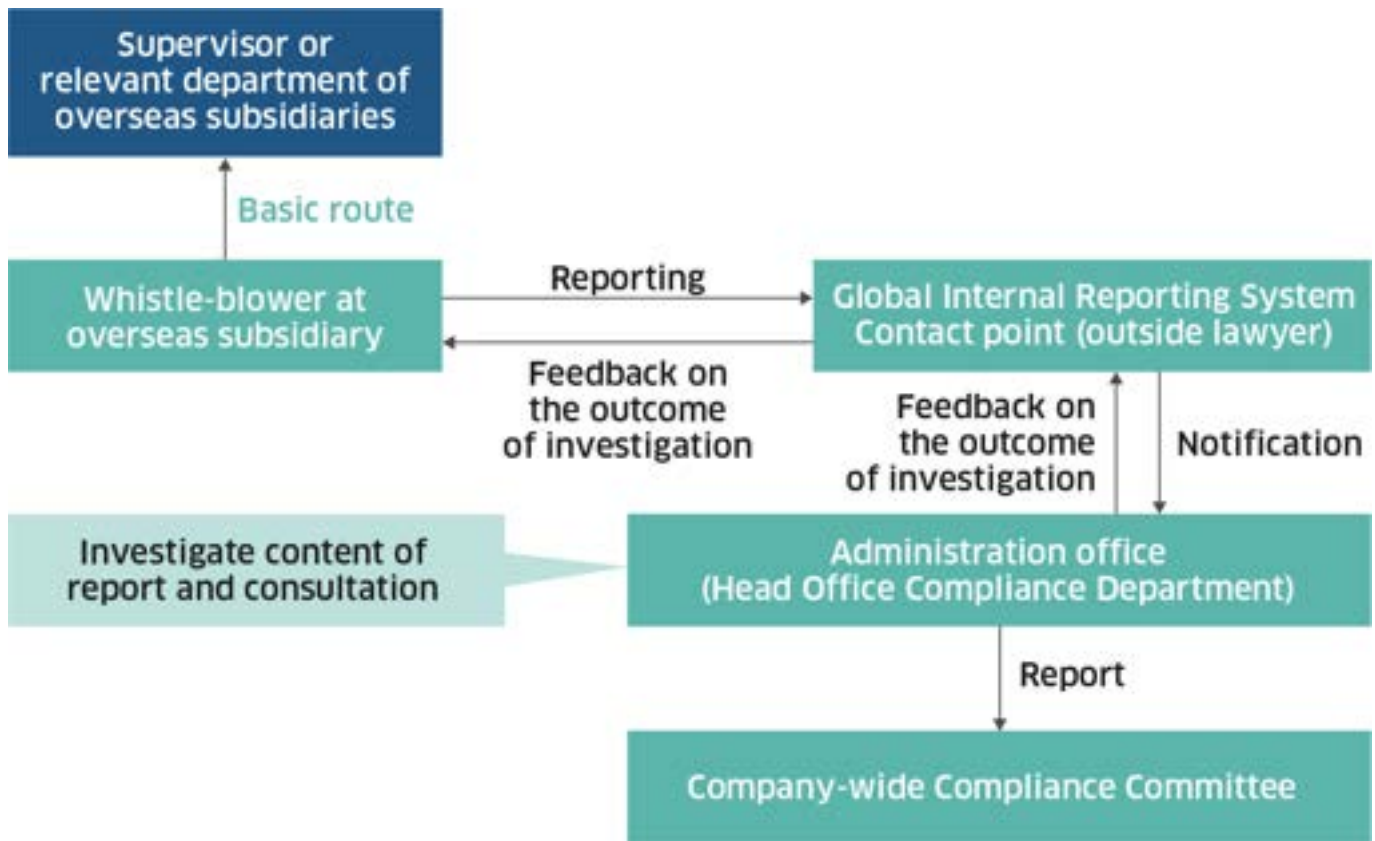 Supervisor or
relevant department of
overseas subsidiaries
Basic route
Whistle-blower at
overseas subsidiary
Reporting
Global Internal Reporting System
Contact point (outside lawyer)
Feedback on
the outcome
of investigation
Feedback on
the outcome
of investigation
Notification
Investigate content of
report and consultation
Administration office
(Head Office Compliance Department)
Report
Company-wide Compliance Committee